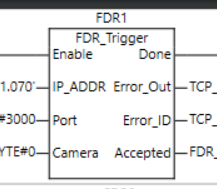 FDR1
FDR_Trigger
Enable Done
1.070' IP_ADDR Error_Out TCP_
#3000 Port Error_ID TCP_
YTE#0 Camera Accepted FDR_